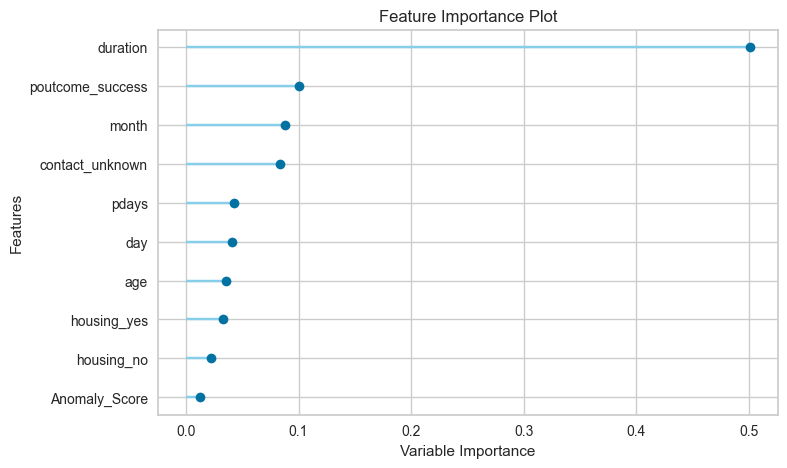 Feature Importance Plot
Features
duration
poutcome_success
month
contact_unknown
pdays
day
age
housing_yes
housing_no
Anomaly_Score
0.0 0.1 0.2 0.3 0.4 0.5
Variable Importance